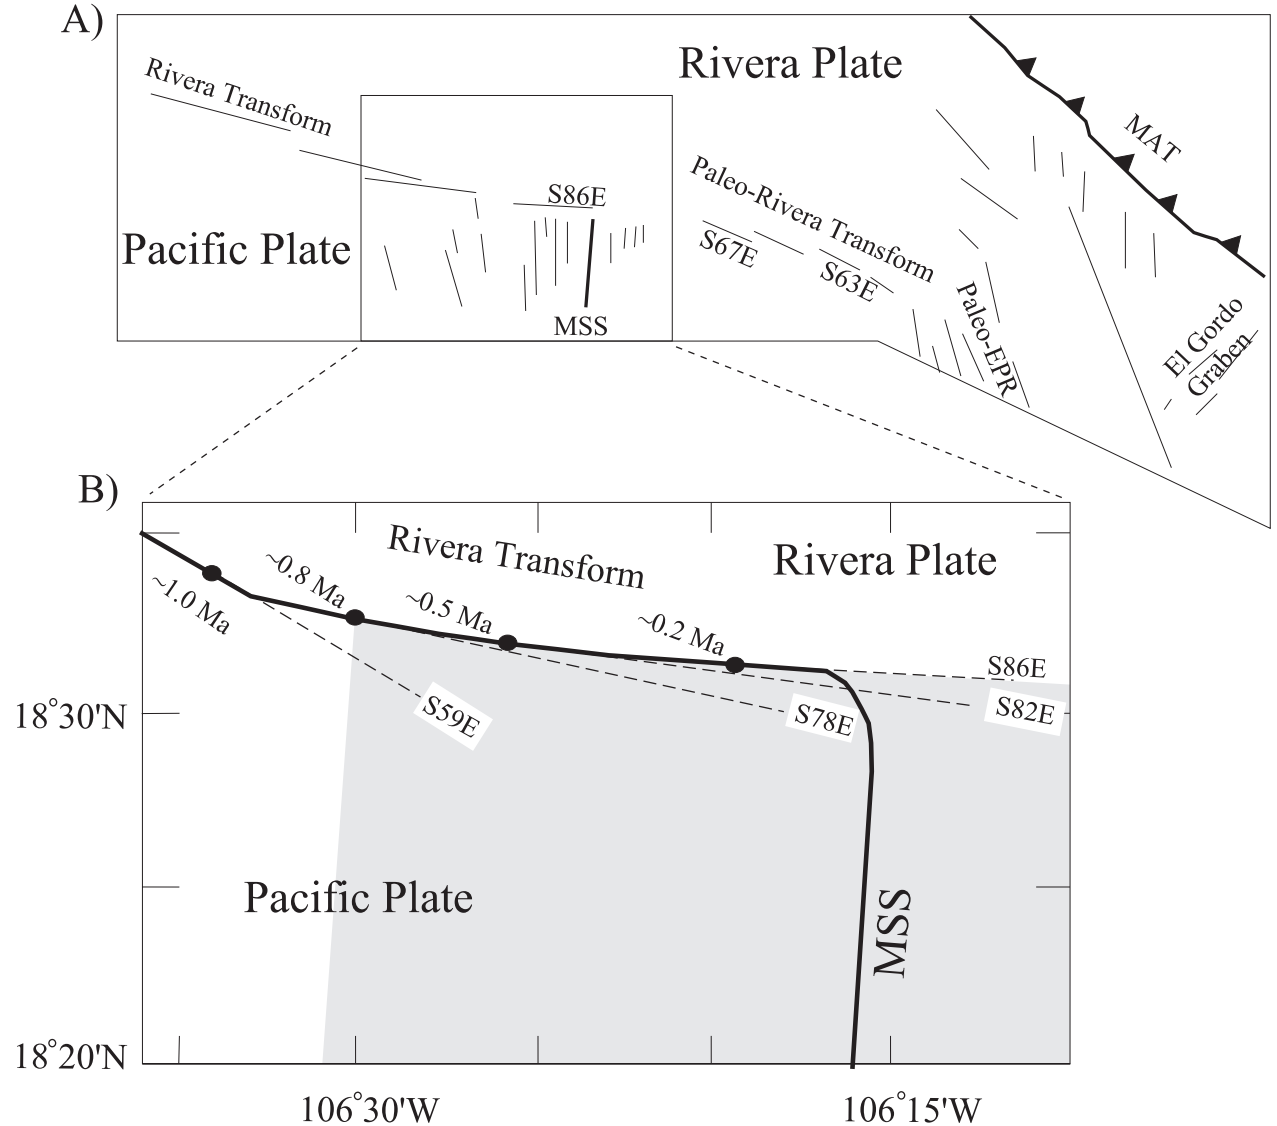 A)
Rivera Transform
Rivera Plate
MAT
Paleo-Rivera Transform
S86E
Pacific Plate
S67E
S63E
Paleo-EPR
MSS
El Gordo
Graben
B)
Rivera Transform
Rivera Plate
~1.0 Ma
~0.8 Ma
~0.5 Ma
~0.2 Ma
S86E
S59E
S78E
S82E
18°30'N
Pacific Plate
MSS
18°20'N
106°30'W
106°15'W